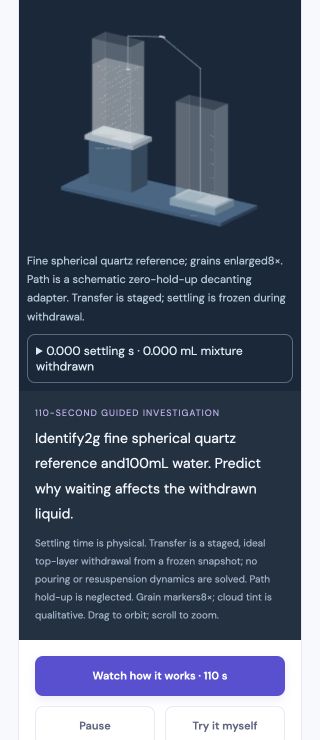 Fine spherical quartz reference; grains enlarged8×.
Path is a schematic zero-hold-up decanting
adapter. Transfer is staged; settling is frozen during
withdrawal.
▶ 0.000 settling s · 0.000 mL mixture
withdrawn
110-SECOND GUIDED INVESTIGATION
Identify2g fine spherical quartz
reference and100mL water. Predict
why waiting affects the withdrawn
liquid.
Settling time is physical. Transfer is a staged, ideal
top-layer withdrawal from a frozen snapshot; no
pouring or resuspension dynamics are solved. Path
hold-up is neglected. Grain markers8×; cloud tint is
qualitative. Drag to orbit; scroll to zoom.
Watch how it works · 110 s
Pause
Try it myself